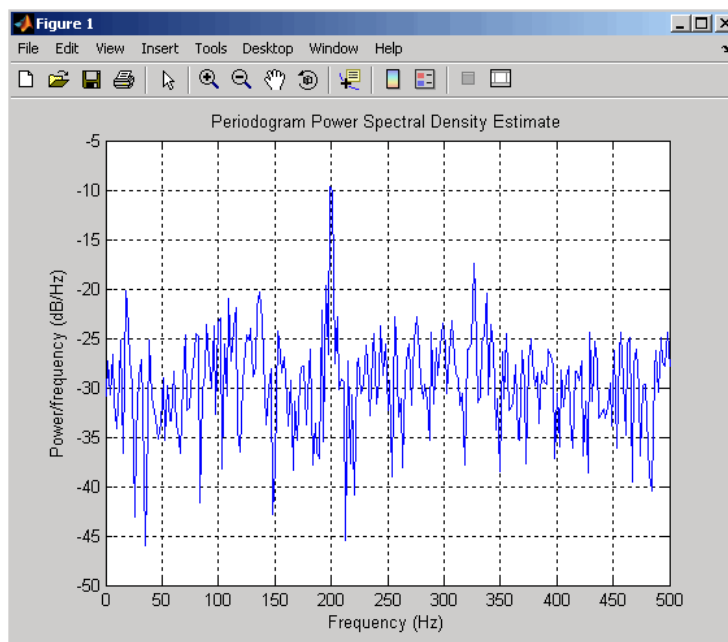 Figure 1
File Edit View Insert Tools Desktop Window Help
Periodogram Power Spectral Density Estimate
Power/frequency (dB/Hz)
-5
-10
-15
-20
-25
-30
-35
-40
-45
-50
0 50 100 150 200 250 300 350 400 450 500
Frequency (Hz)